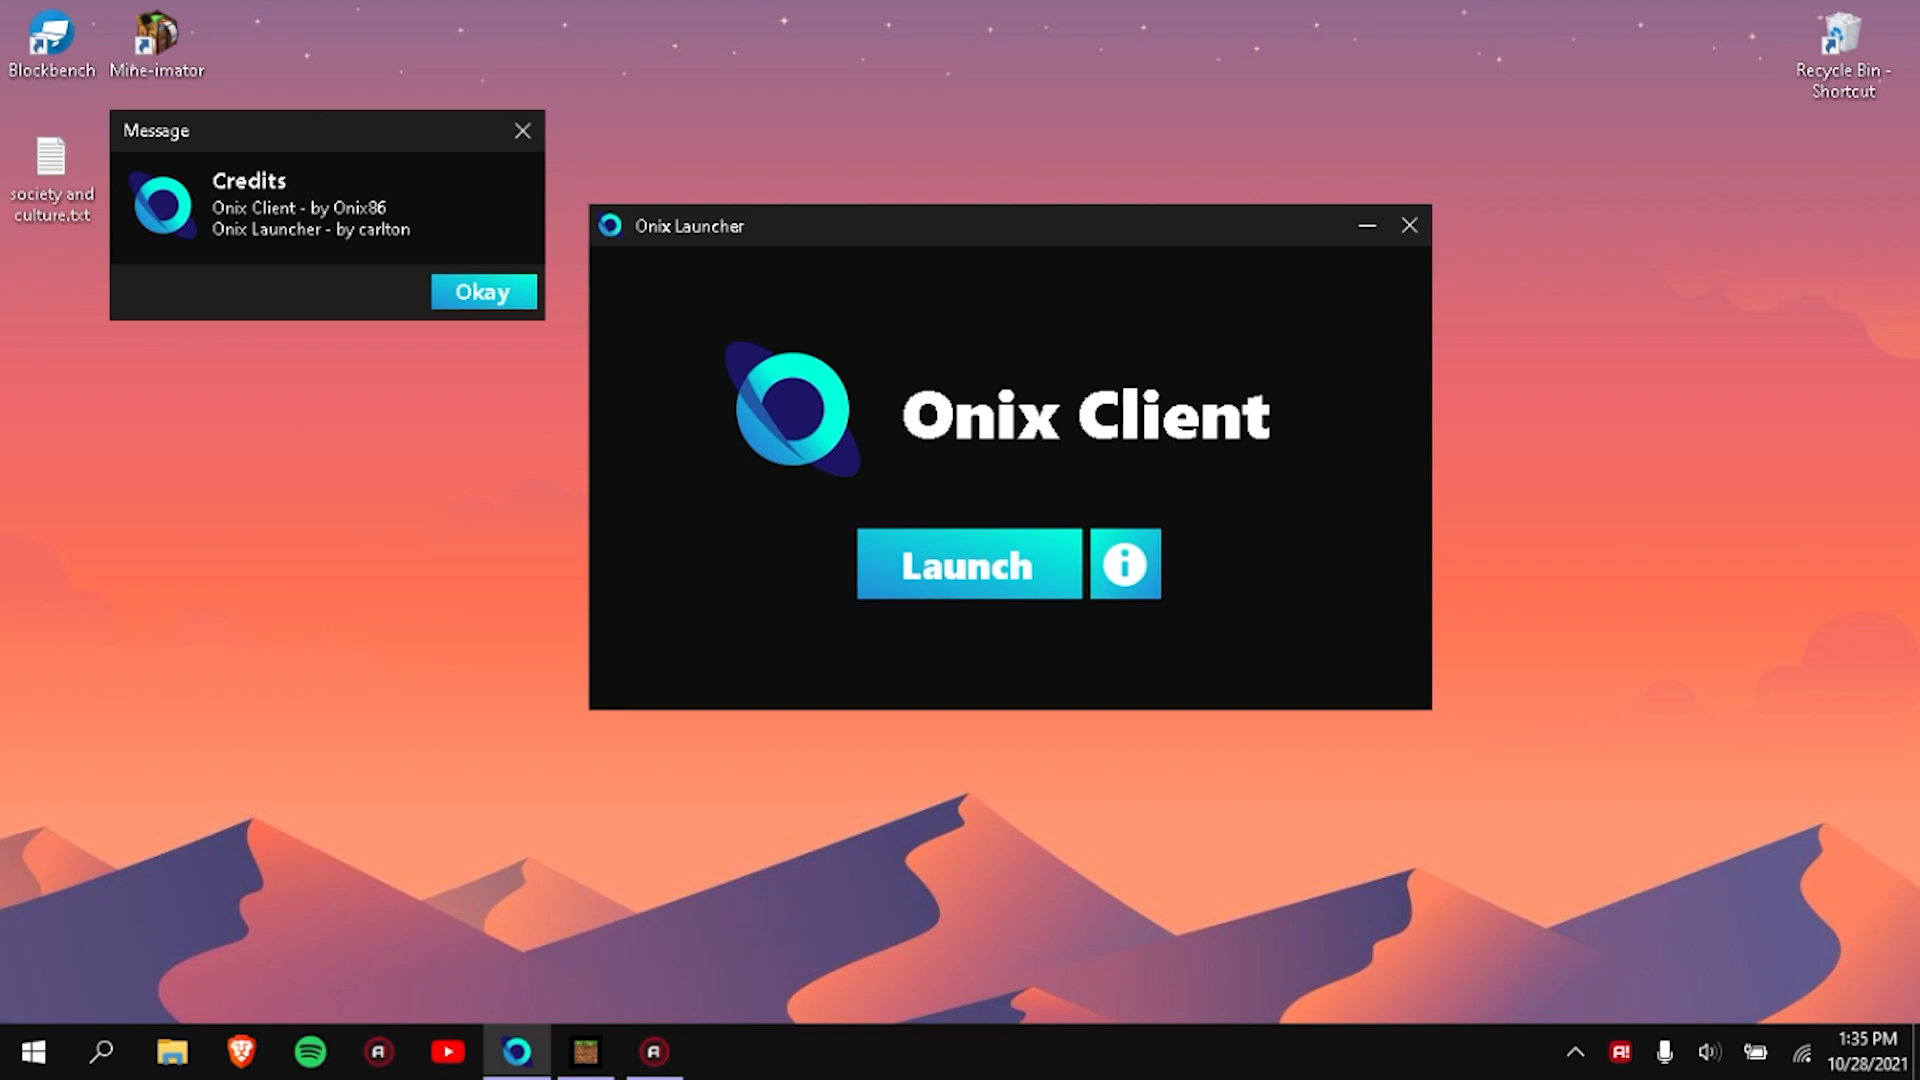 Blockbench
Mine-imator
Recycle Bin -
Shortcut
society and
culture.txt
Message
Credits
Onix Client - by Onix86
Onix Launcher - by carlton
Okay
Onix Launcher
Onix Client
Launch
1:35 PM
10/28/2021